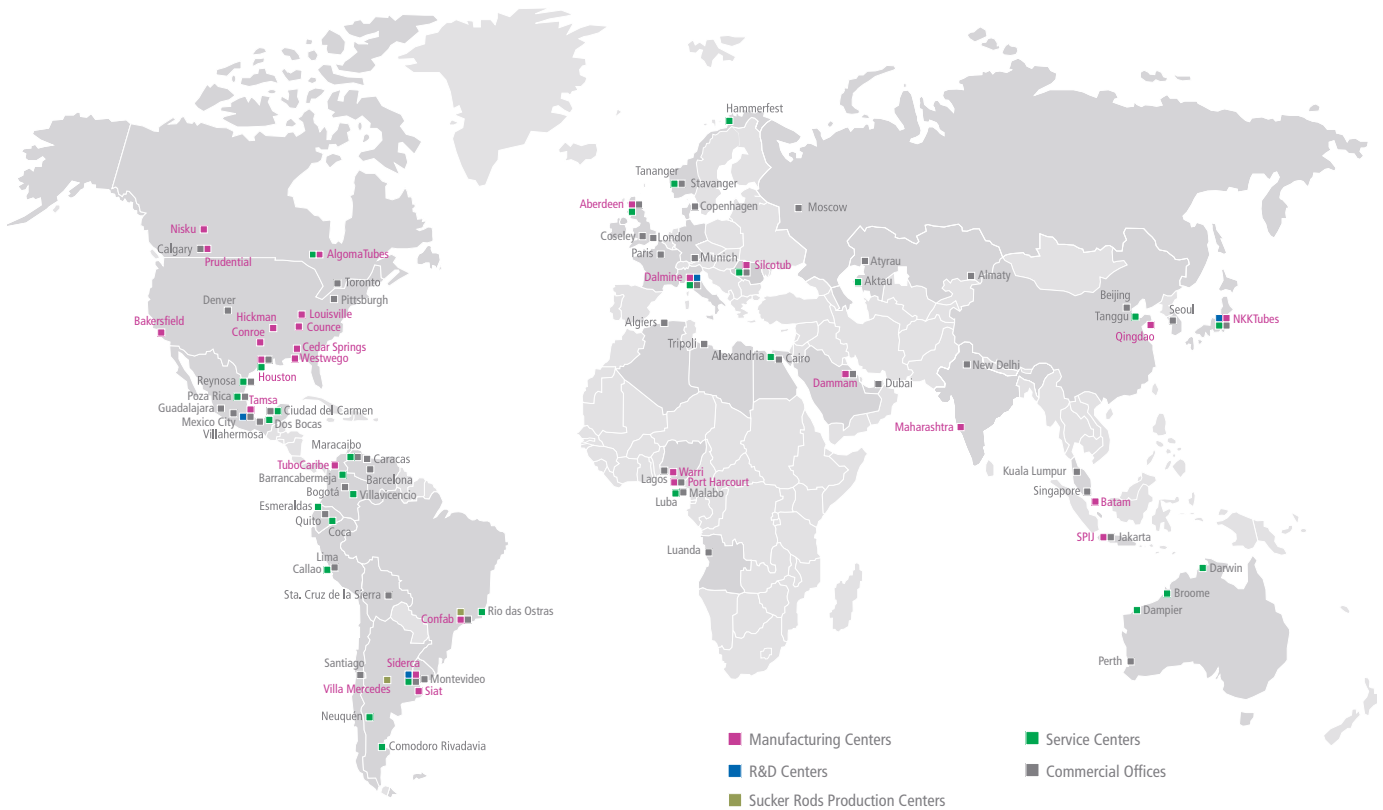 Hammerfest
Tananger
Stavanger
Aberdeen
Copenhagen
Moscow
Nisku
Coseley
London
Calgary
Prudential
AlgomaTubes
Paris
Munich
Silcotub
Atyrau
Dalmine
Aktau
Almaty
Toronto
Denver
Pittsburgh
Beijing
Hickman
Louisville
Seoul
Bakersfield
Conroe
Counce
Algiers
Tanggu
NKKTubes
Qingdao
Cedar Springs
Tripoli
Westwego
Alexandria
Cairo
New Delhi
Houston
Reynosa
Dammam
Dubai
Poza Rica
Tamsa
Guadalajara
Ciudad del Carmen
Mexico City
Dos Bocas
Maharashtra
Villahermosa
Maracaibo
Caracas
TuboCaribe
Barrancabermeja
Barcelona
Warri
Kuala Lumpur
Lagos
Port Harcourt
Bogotá
Villavicencio
Malabo
Singapore
Luba
Batam
Esmeraldas
Quito
Coca
SPIJ
Jakarta
Luanda
Lima
Callao
Darwin
Sta. Cruz de la Sierra
Broome
Rio das Ostras
Dampier
Confab
Santiago
Siderca
Perth
Montevideo
Villa Mercedes
Siat
Neuquén
Comodoro Rivadavia
Manufacturing Centers
Service Centers
R&D Centers
Commercial Offices
Sucker Rods Production Centers